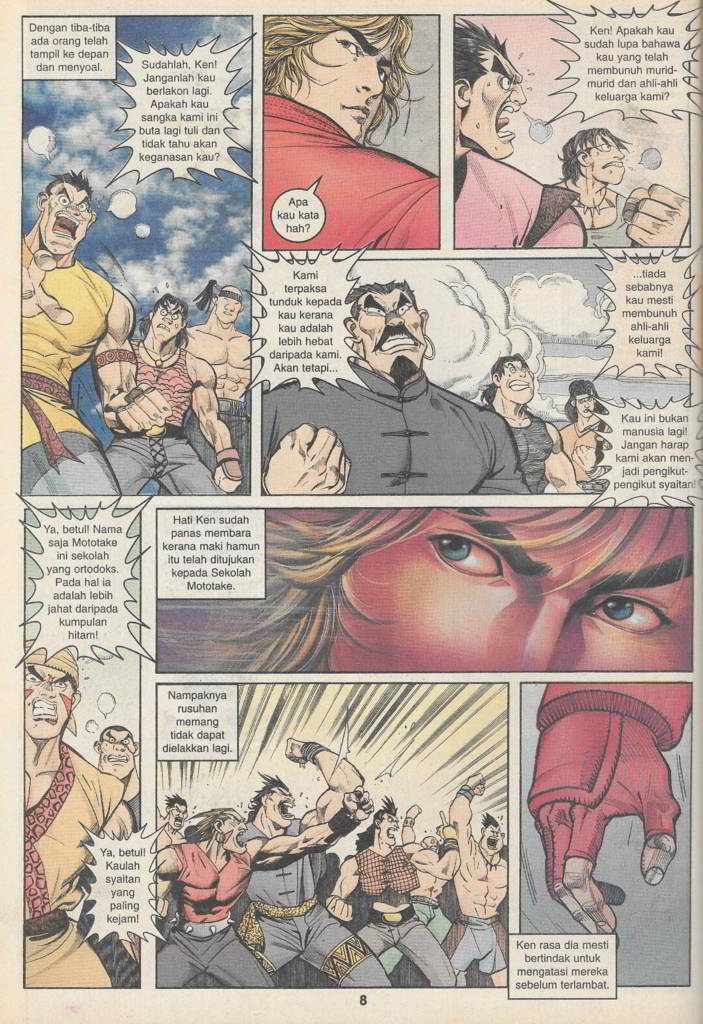 Dengan tiba-tiba
ada orang telah
tampil ke depan
dan menyoal.
Sudahlah, Ken!
Janganlah kau
berlakon lagi.
Apakah kau
sangka kami ini
buta lagi tuli dan
tidak tahu akan
keganasan kau?
Apa
kau kata
hah?
Ken! Apakah kau
sudah lupa bahawa
kau yang telah
membunuh murid-
murid dan ahli-ahli
keluarga kami?
Kami
terpaksa
tunduk kepada
kau kerana
kau adalah
lebih hebat
daripada kami.
Akan tetapi...
...tiada
sebabnya
kau mesti
membunuh
ahli-ahli
keluarga
kami!
Kau ini bukan
manusia lagi!
Jangan harap
kami akan men-
jadi pengikut-
pengikut syaitan!
Ya, betul! Nama
saja Mototake
ini sekolah
yang ortodoks.
Pada hal ia
adalah lebih
jahat daripada
kumpulan
hitam!
Hati Ken sudah
panas membara
kerana maki hamun
itu telah ditujukan
kepada Sekolah
Mototake.
Ya, betul!
Kaulah
syaitan
yang
paling
kejam!
Nampaknya
rusuhan
memang
tidak dapat
dielakkan lagi.
Ken rasa dia mesti
bertindak untuk
mengatasi mereka
sebelum terlambat.
8